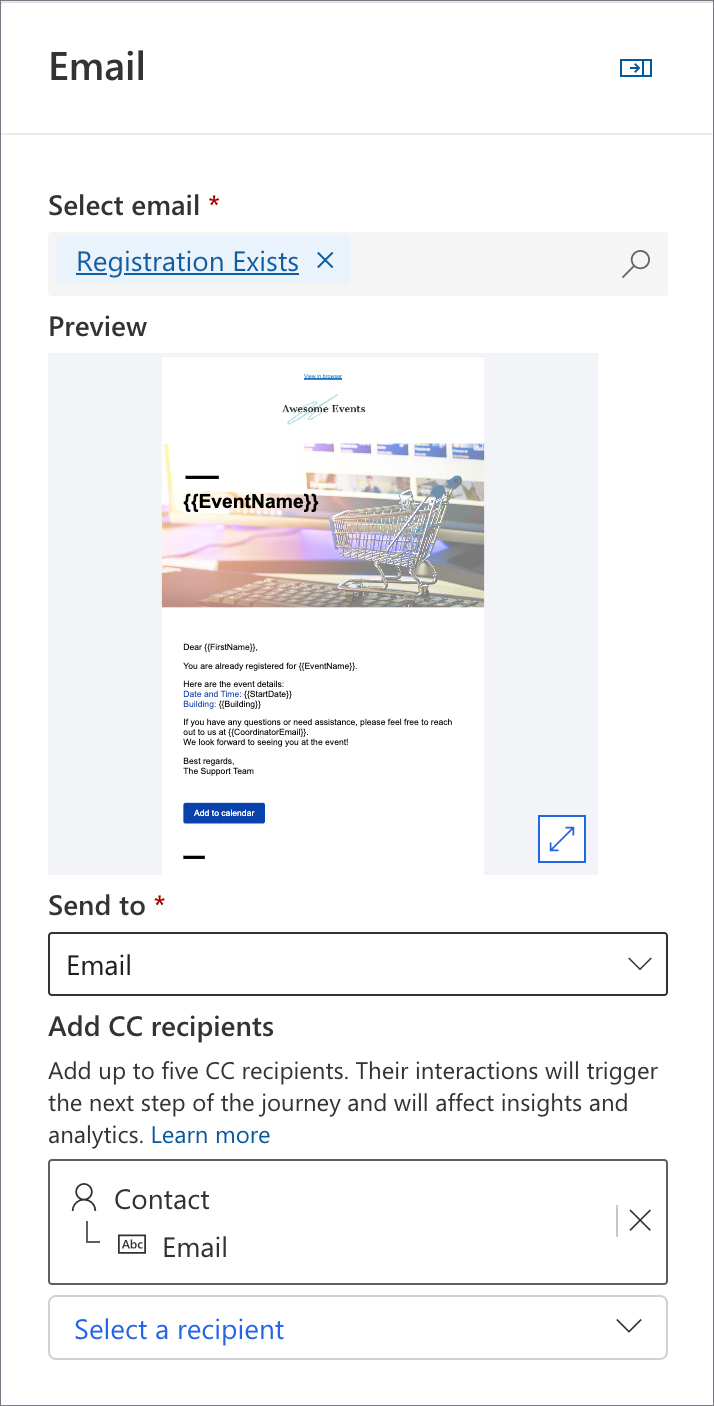 Email
Select email *
Registration Exists
Preview
View in browser
Awesome Events
{{EventName}}
Dear {{FirstName}},
You are already registered for {{EventName}}.
Here are the event details:
Date and Time: {{StartDate}}
Building: {{Building}}
If you have any questions or need assistance, please feel free to reach
out to us at {{CoordinatorEmail}}.
We look forward to seeing you at the event!
Best regards,
The Support Team
Add to calendar
Send to *
Email
Add CC recipients
Add up to five CC recipients. Their interactions will trigger
the next step of the journey and will affect insights and
analytics. Learn more
Contact
Abc Email
Select a recipient